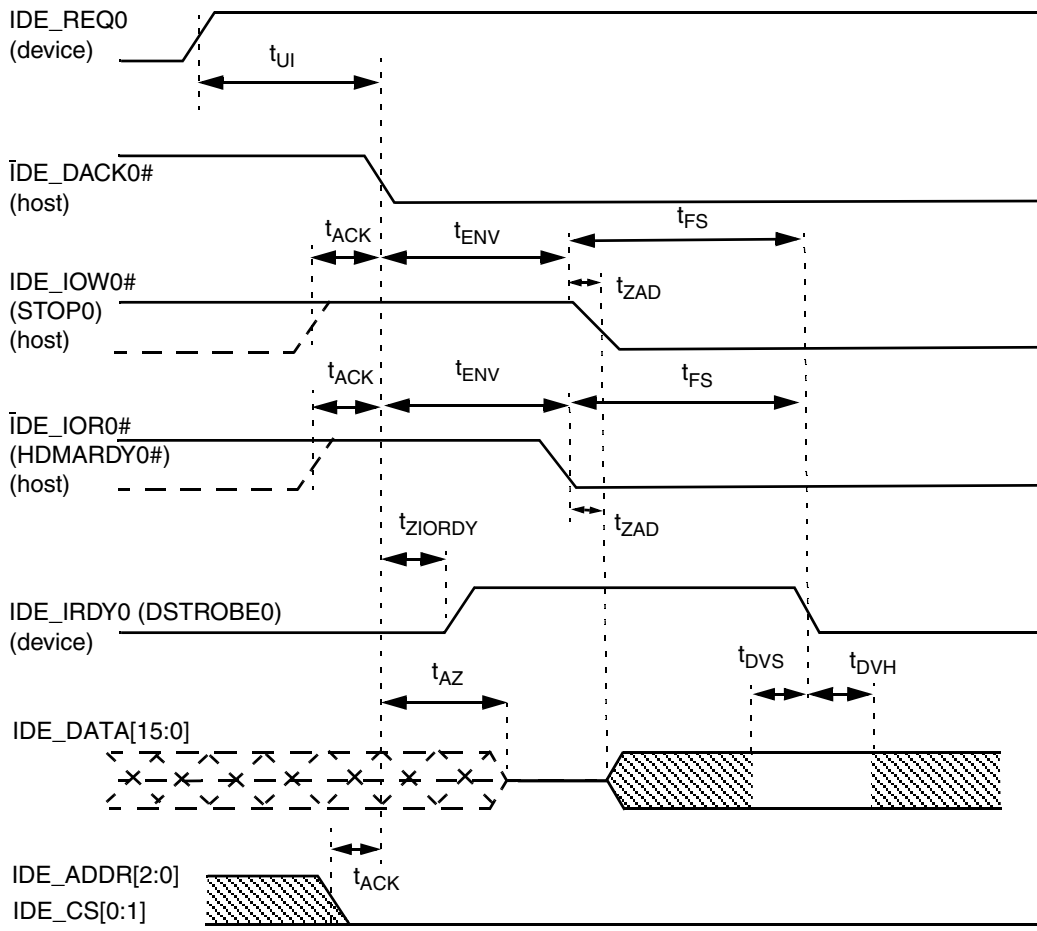 IDE_REQ0
(device)
tUI
IDE_DACK0#
(host)
tACK
tENV
tFS
IDE_IOW0#
(STOP0)
(host)
tZAD
tACK
tENV
tFS
IDE_IOR0#
(HDMARDY0#)
(host)
tZIORDY
tZAD
IDE_IRDY0 (DSTROBE0)
(device)
tDVS
tDVH
tAZ
IDE_DATA[15:0]
IDE_ADDR[2:0]
tACK
IDE_CS[0:1]